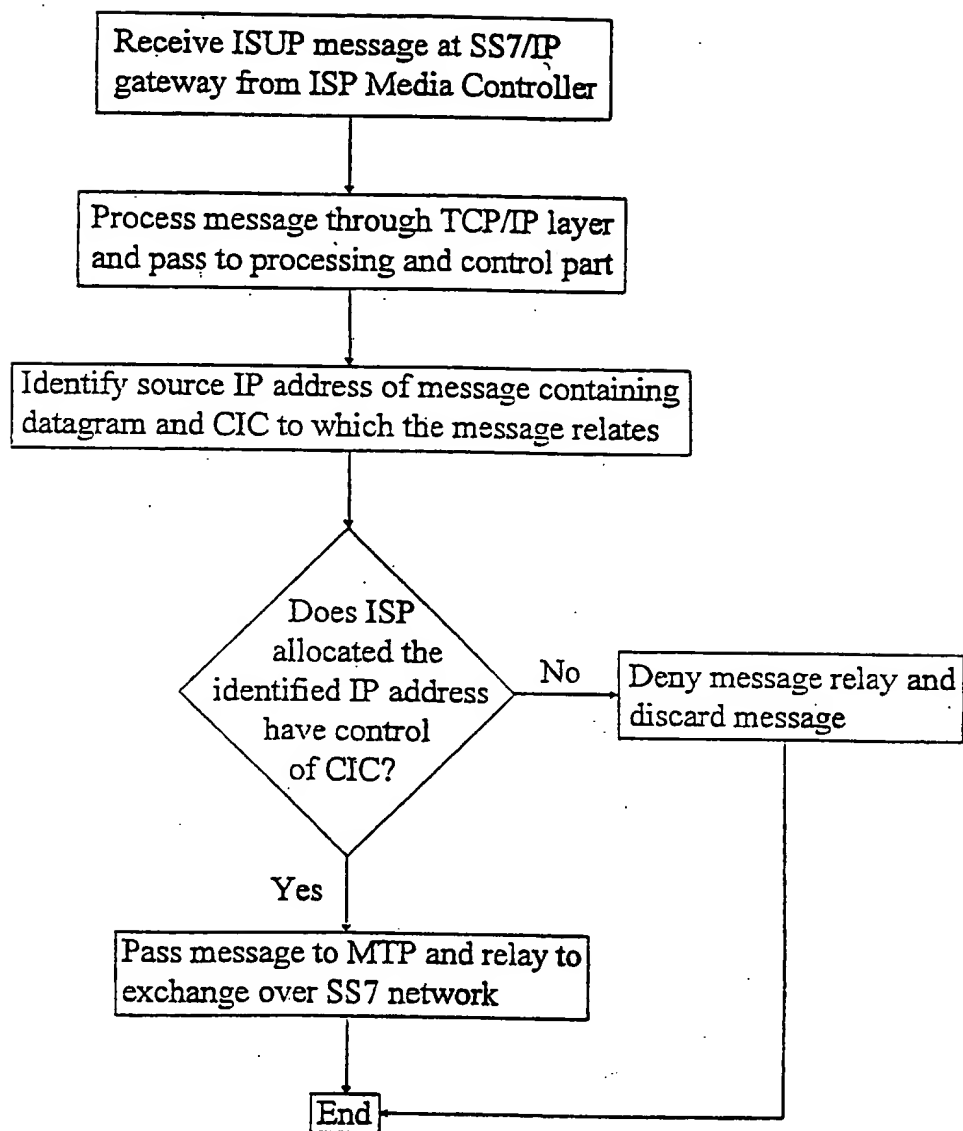 Receive ISUP message at SS7/IP
gateway from ISP Media Controller
Process message through TCP/IP layer
and pass to processing and control part
Identify source IP address of message containing
datagram and CIC to which the message relates
Does ISP
allocated the
identified IP address
have control
of CIC?
No
Deny message relay and
discard message
Yes
Pass message to MTP and relay to
exchange over SS7 network
End